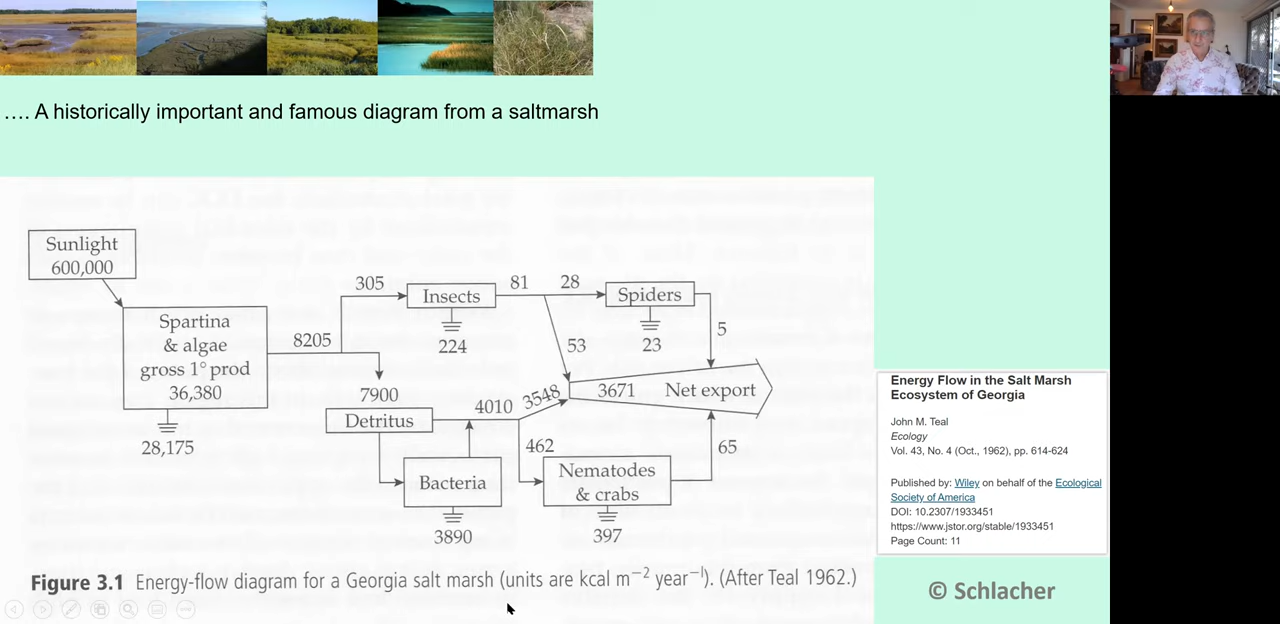 …. A historically important and famous diagram from a saltmarsh
Sunlight
600,000
Spartina
& algae
gross 1° prod
36,380
28,175
8205
305
Insects
224
81
28
Spiders
23
5
53
7900
Detritus
4010
3548
3671 Net export
462
65
Bacteria
3890
Nematodes
& crabs
397
Figure 3.1 Energy-flow diagram for a Georgia salt marsh (units are kcal m⁻² year⁻¹). (After Teal 1962.)
Energy Flow in the Salt Marsh
Ecosystem of Georgia
John M. Teal
Ecology
Vol. 43, No. 4 (Oct., 1962), pp. 614-624
Published by: Wiley on behalf of the Ecological
Society of America
DOI: 10.2307/1933451
https://www.jstor.org/stable/1933451
Page Count: 11
© Schlacher